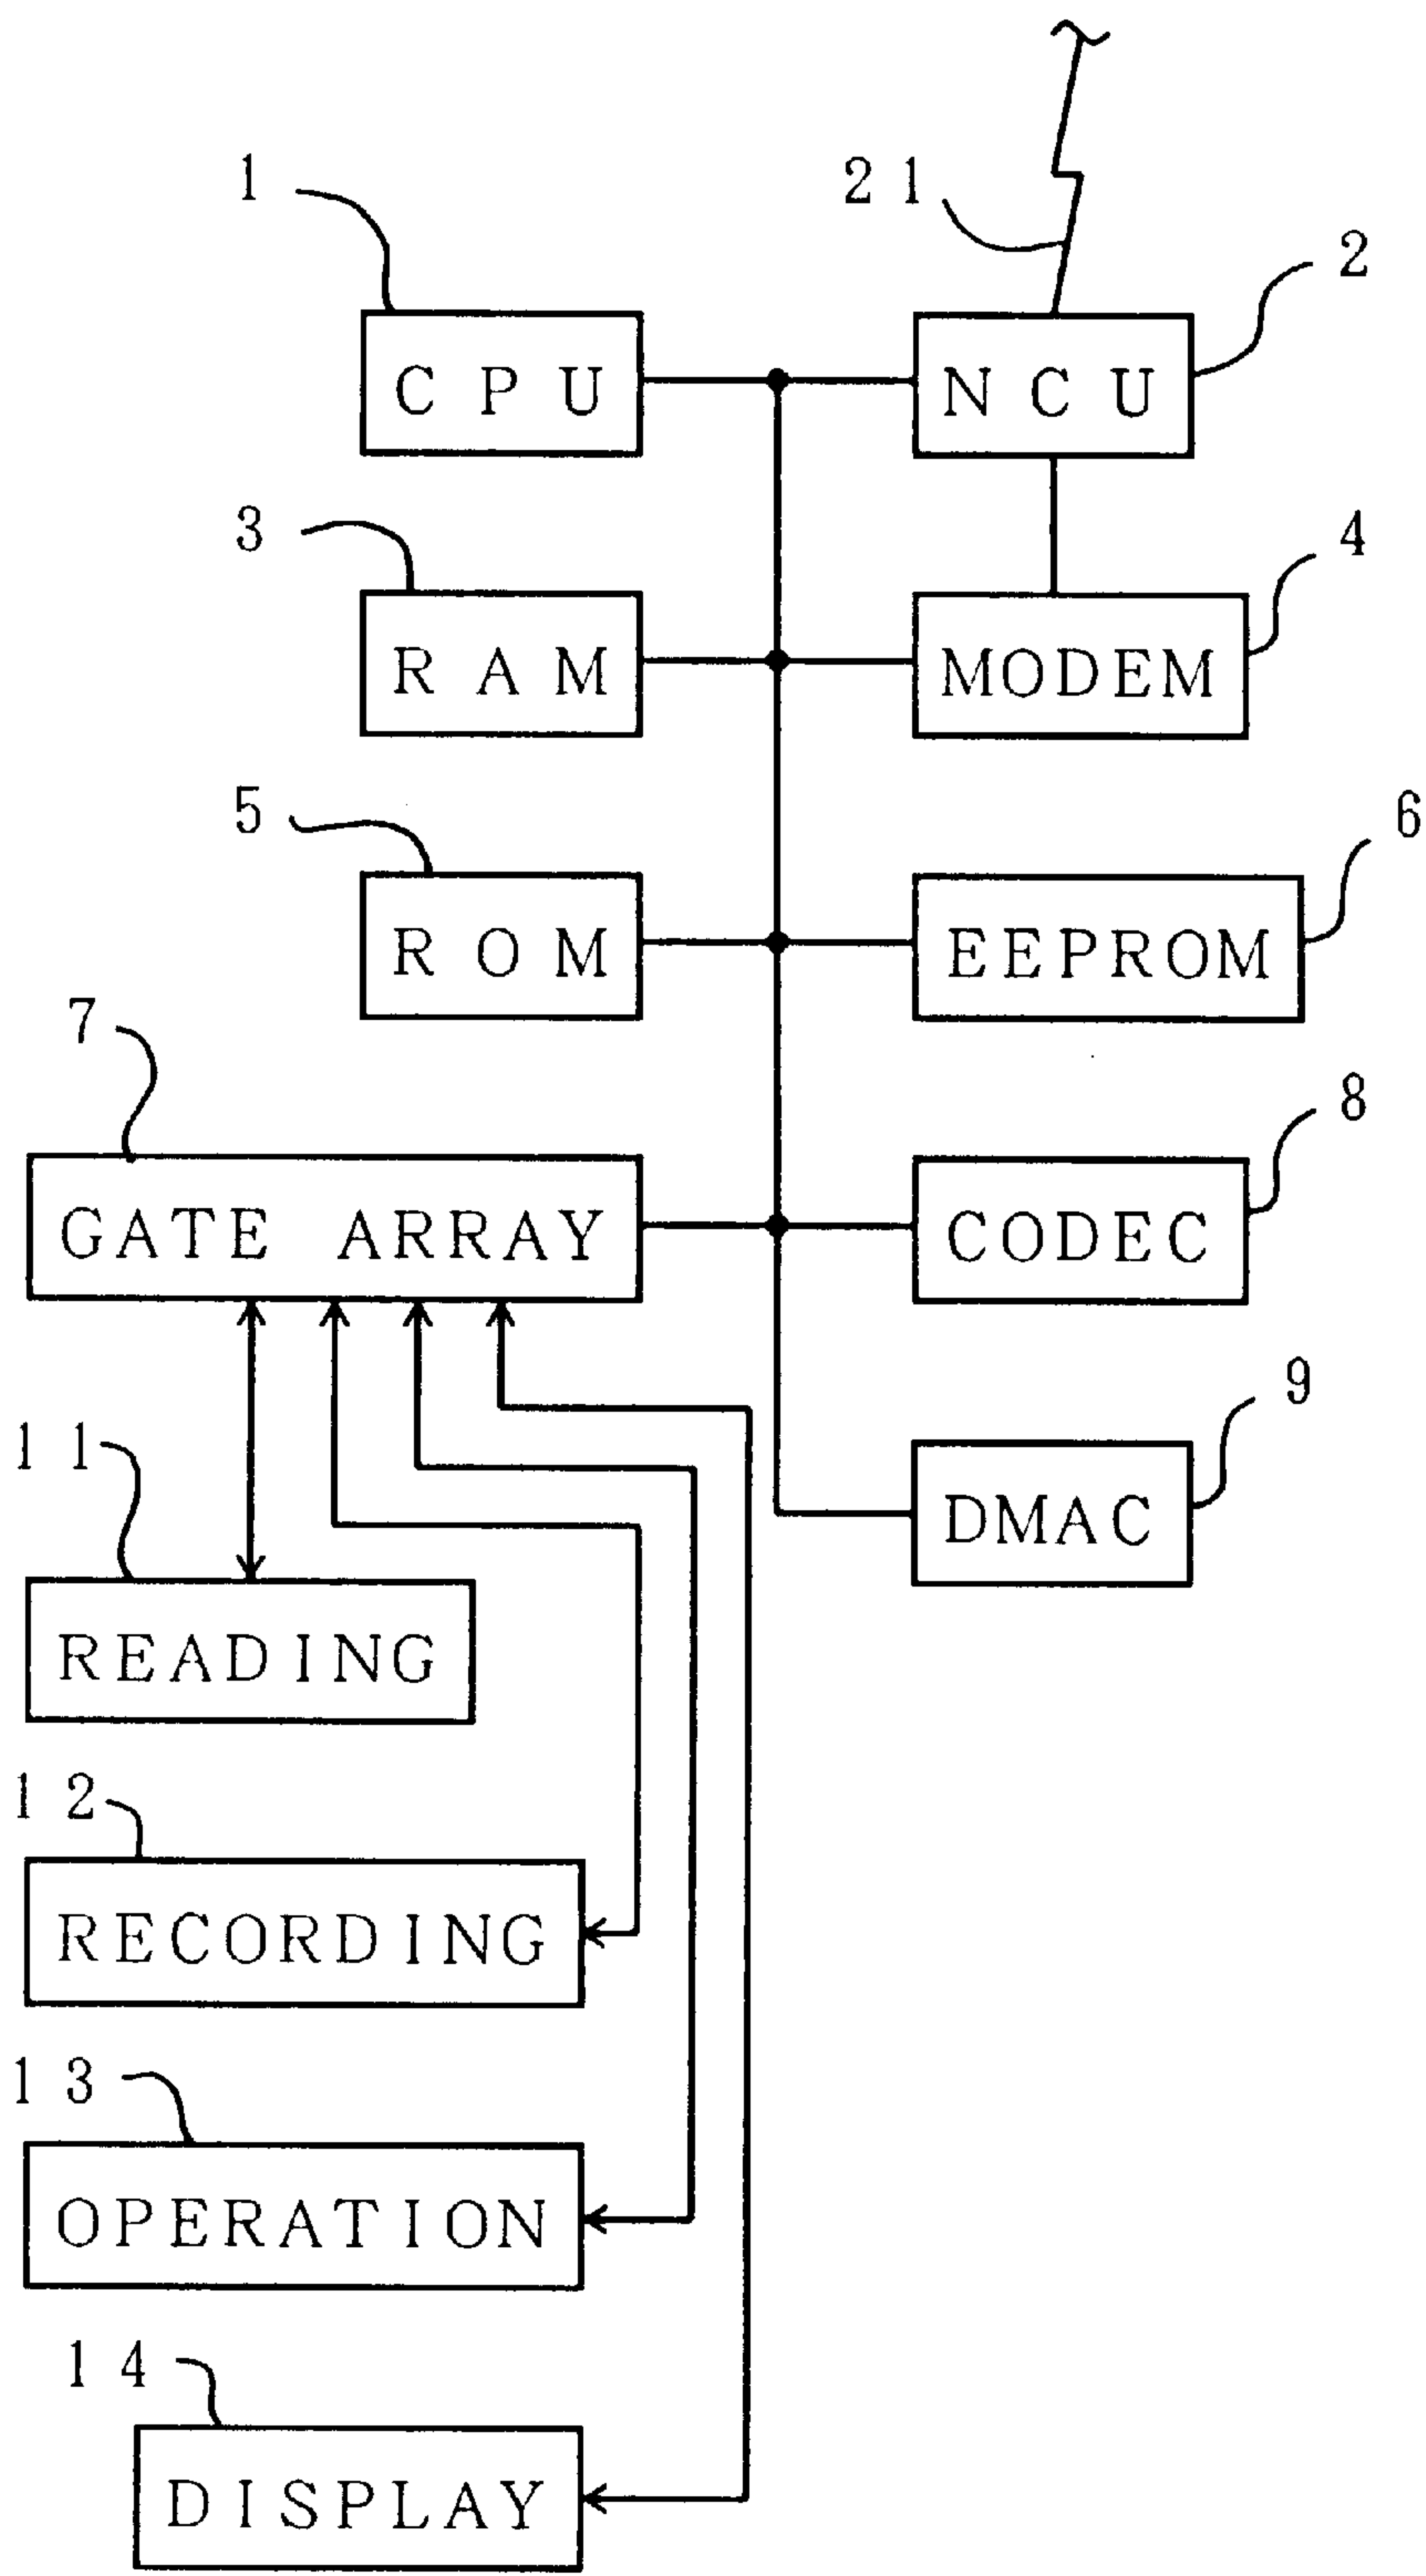 1
21
2
CPU
NCU
3
4
RAM
MODEM
5
6
ROM
EEPROM
7
8
GATE ARRAY
CODEC
9
11
DMAC
READING
12
RECORDING
13
OPERATION
14
DISPLAY